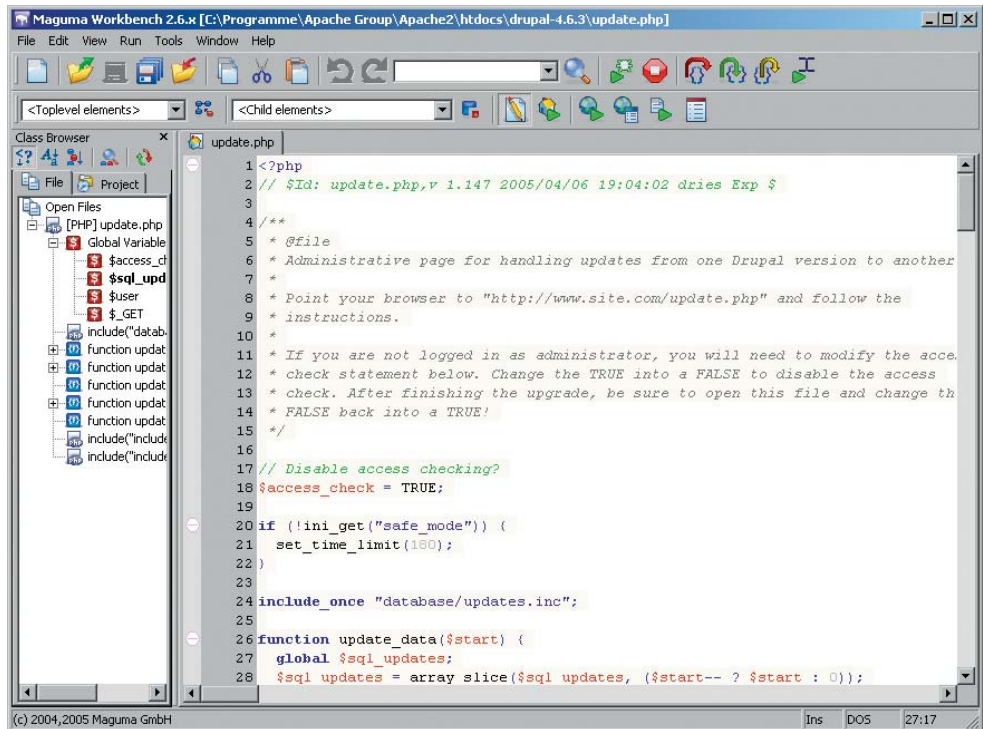 Maguma Workbench 2.6.x [C:\Programme\Apache Group\Apache2\htdocs\drupal-4.6.3\update.php]
File Edit View Run Tools Window Help
<Toplevel elements> <Child elements>
Class Browser
update.php
File Project
Open Files
[PHP] update.php
Global Variable
$access_ch
$sql_upd
$user
$_GET
include("datab
function updat
function updat
function updat
function updat
function updat
include("include
include("include
1 <?php
2 // $Id: update.php,v 1.147 2005/04/06 19:04:02 dries Exp $
3
4 /**
5 * @file
6 * Administrative page for handling updates from one Drupal version to another
7 *
8 * Point your browser to "http://www.site.com/update.php" and follow the
9 * instructions.
10 *
11 * If you are not logged in as administrator, you will need to modify the acce
12 * check statement below. Change the TRUE into a FALSE to disable the access
13 * check. After finishing the upgrade, be sure to open this file and change th
14 * FALSE back into a TRUE!
15 */
16
17 // Disable access checking?
18 $access_check = TRUE;
19
20 if (!ini_get("safe_mode")) {
21 set_time_limit(180);
22 }
23
24 include_once "database/updates.inc";
25
26 function update_data($start) {
27 global $sql_updates;
28 $sql_updates = array_slice($sql_updates, ($start-- ? $start : 0));
(c) 2004,2005 Maguma GmbH
Ins DOS 27:17